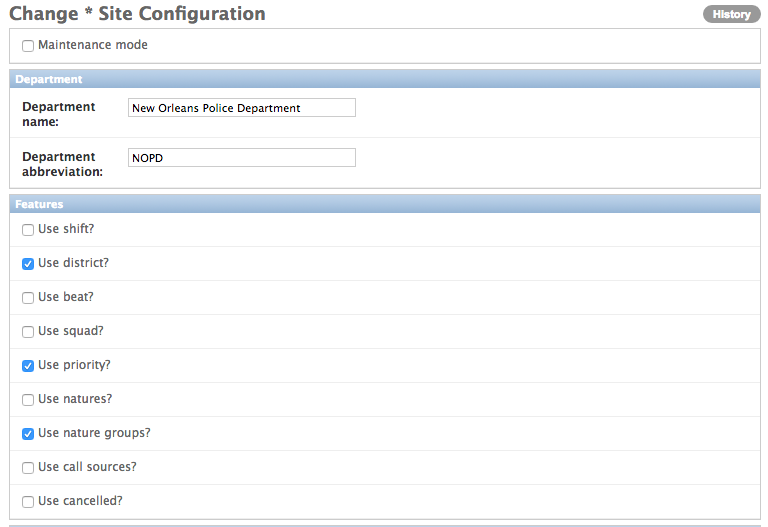 Change * Site Configuration
History
Maintenance mode
Department
Department
name:
New Orleans Police Department
Department
abbreviation:
NOPD
Features
Use shift?
Use district?
Use beat?
Use squad?
Use priority?
Use natures?
Use nature groups?
Use call sources?
Use cancelled?